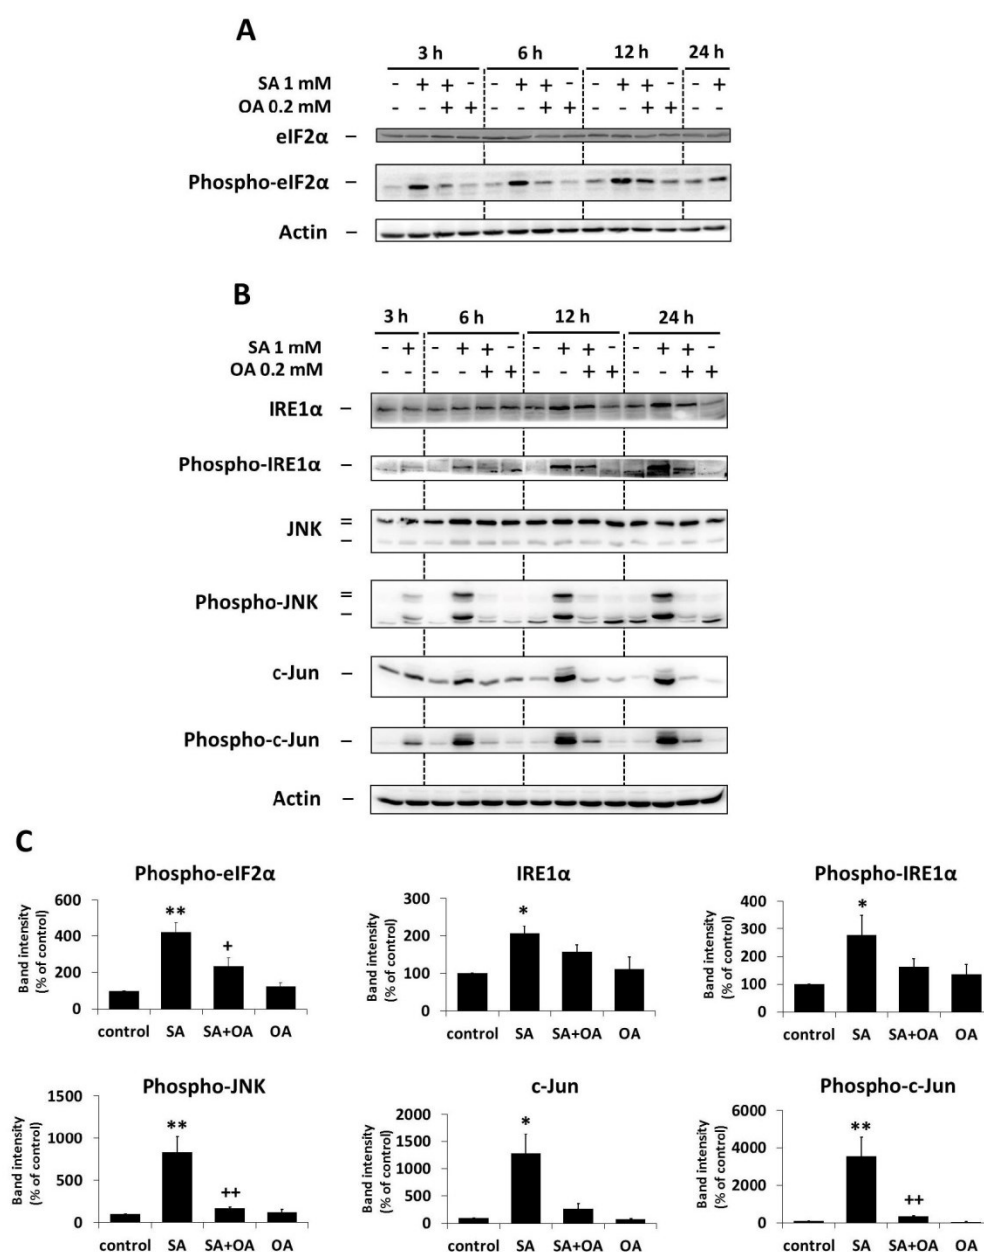 A
3 h 6 h 12 h 24 h
SA 1 mM - + + - - + + - - + + - - +
OA 0.2 mM - - + + - - + + - - + + - -
eIF2α –
Phospho-eIF2α –
Actin –
B
3 h 6 h 12 h 24 h
SA 1 mM - + - + + - - + + - - + + -
OA 0.2 mM - - - - + + - - + + - - + +
IRE1α –
Phospho-IRE1α –
JNK = –
Phospho-JNK = –
c-Jun –
Phospho-c-Jun –
Actin –
C
Phospho-eIF2α
Band intensity
(% of control)
600
400
200
0
**
+
control SA SA+OA OA
IRE1α
Band intensity
(% of control)
300
200
100
0
*
control SA SA+OA OA
Phospho-IRE1α
Band intensity
(% of control)
400
300
200
100
0
*
control SA SA+OA OA
Phospho-JNK
Band intensity
(% of control)
1500
1000
500
0
**
++
control SA SA+OA OA
c-Jun
Band intensity
(% of control)
2000
1500
1000
500
0
*
control SA SA+OA OA
Phospho-c-Jun
Band intensity
(% of control)
6000
4000
2000
0
**
++
control SA SA+OA OA